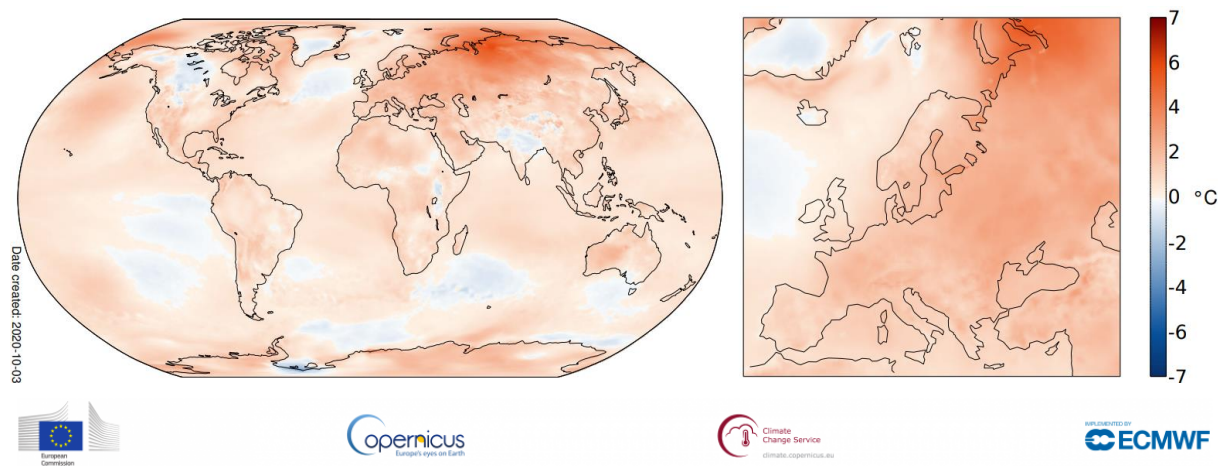 Date created: 2020-10-03
7
6
4
2
0 °C
-2
-4
-6
-7
European
Commission
opernicus
Europe's eyes on Earth
Climate
Change Service
climate.copernicus.eu
IMPLEMENTED BY
ECMWF